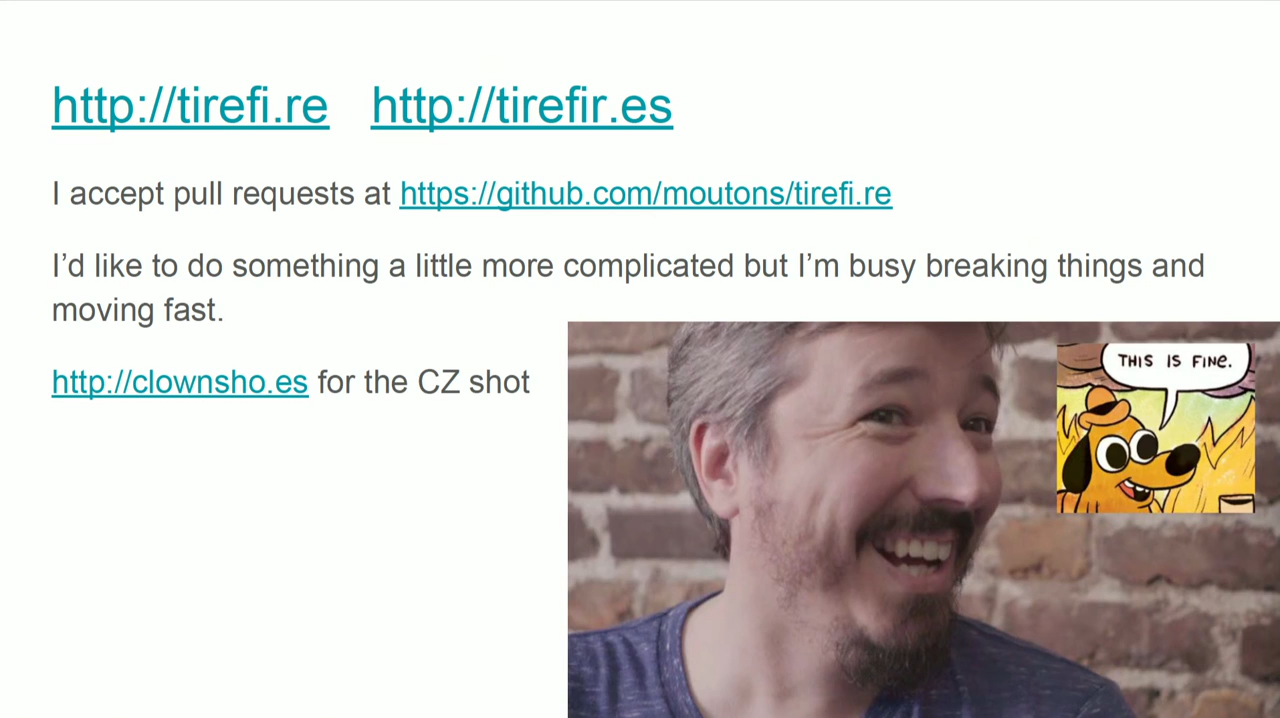 http://tirefi.re http://tirefir.es
I accept pull requests at https://github.com/moutons/tirefi.re
I’d like to do something a little more complicated but I’m busy breaking things and
moving fast.
http://clownsho.es for the CZ shot
THIS IS FINE.